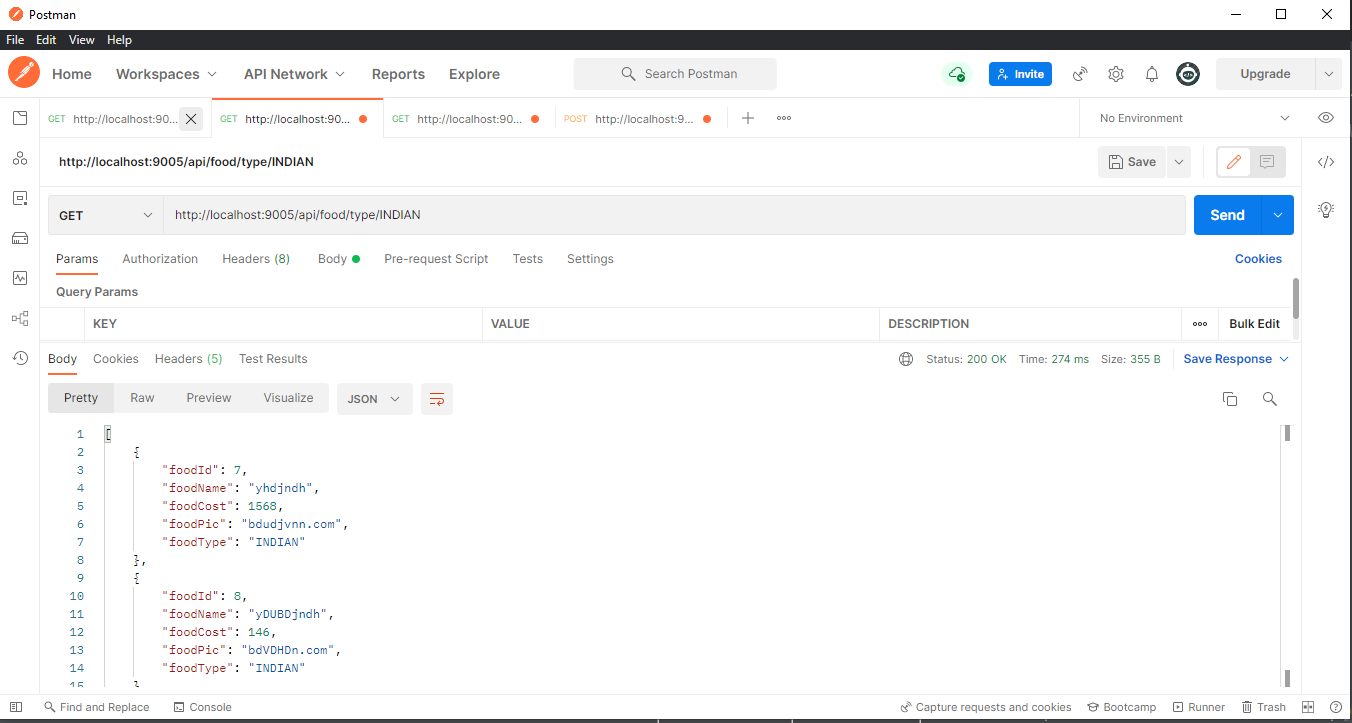 Postman
File Edit View Help
Home Workspaces API Network Reports Explore Search Postman Invite Upgrade
GET http://localhost:90... GET http://localhost:90... GET http://localhost:90... POST http://localhost:9... No Environment
http://localhost:9005/api/food/type/INDIAN Save
GET http://localhost:9005/api/food/type/INDIAN Send
Params Authorization Headers (8) Body Pre-request Script Tests Settings Cookies
Query Params
KEY VALUE DESCRIPTION Bulk Edit
Body Cookies Headers (5) Test Results Status: 200 OK Time: 274 ms Size: 355 B Save Response
Pretty Raw Preview Visualize JSON
1 [
2 {
3 "foodId": 7,
4 "foodName": "yhdjndh",
5 "foodCost": 1568,
6 "foodPic": "bdudjvnn.com",
7 "foodType": "INDIAN"
8 },
9 {
10 "foodId": 8,
11 "foodName": "yDUBDjndh",
12 "foodCost": 146,
13 "foodPic": "bdVDHDn.com",
14 "foodType": "INDIAN"
15 }
Find and Replace Console Capture requests and cookies Bootcamp Runner Trash